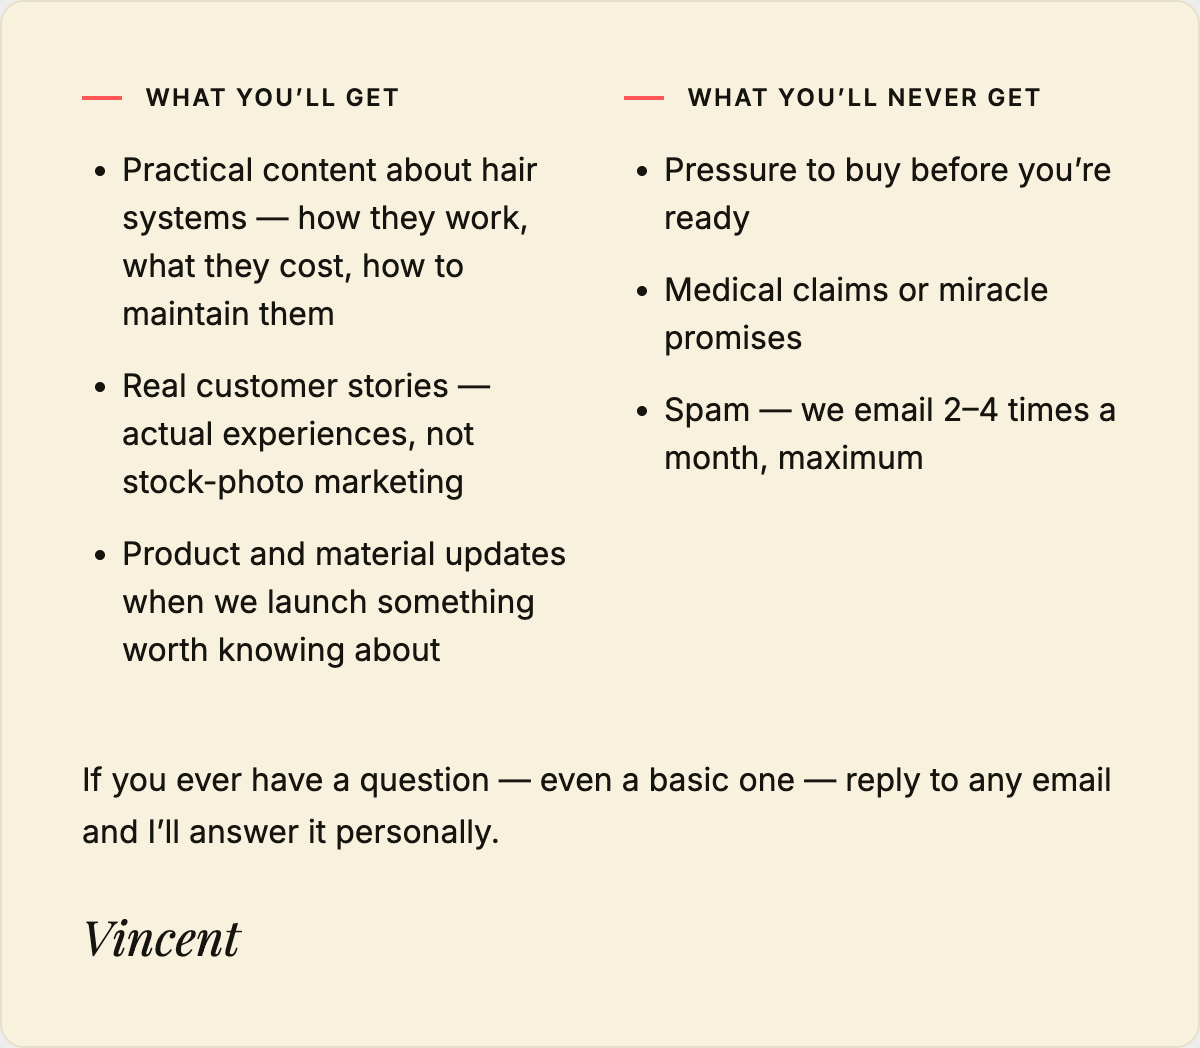 WHAT YOU’LL GET
• Practical content about hair
systems — how they work,
what they cost, how to
maintain them
• Real customer stories —
actual experiences, not
stock-photo marketing
• Product and material updates
when we launch something
worth knowing about
WHAT YOU’LL NEVER GET
• Pressure to buy before you’re
ready
• Medical claims or miracle
promises
• Spam — we email 2–4 times a
month, maximum
If you ever have a question — even a basic one — reply to any email
and I’ll answer it personally.
Vincent